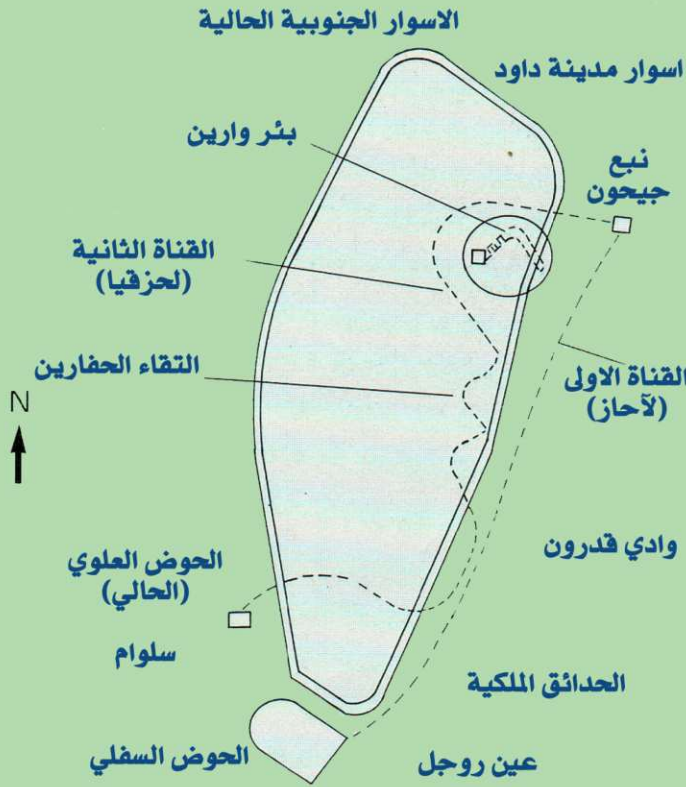 الاسوار الجنوبية الحالية
اسوار مدينة داود
بئر وارين
نبع
جيحون
القناة الثانية
(لحزقيا)
التقاء الحفارين
القناة الاولى
(لآحاز)
N
وادي قدرون
الحوض العلوي
(الحالي)
سلوام
الحدائق الملكية
الحوض السفلي
عين روجل